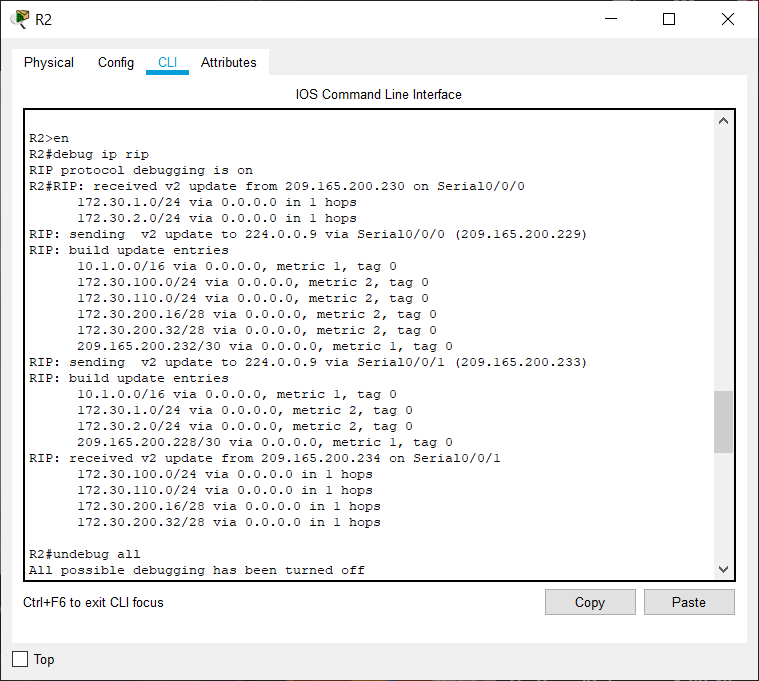 R2
Physical Config CLI Attributes
IOS Command Line Interface
R2>en
R2#debug ip rip
RIP protocol debugging is on
R2#RIP: received v2 update from 209.165.200.230 on Serial0/0/0
172.30.1.0/24 via 0.0.0.0 in 1 hops
172.30.2.0/24 via 0.0.0.0 in 1 hops
RIP: sending  v2 update to 224.0.0.9 via Serial0/0/0 (209.165.200.229)
RIP: build update entries
10.1.0.0/16 via 0.0.0.0, metric 1, tag 0
172.30.100.0/24 via 0.0.0.0, metric 2, tag 0
172.30.110.0/24 via 0.0.0.0, metric 2, tag 0
172.30.200.16/28 via 0.0.0.0, metric 2, tag 0
172.30.200.32/28 via 0.0.0.0, metric 2, tag 0
209.165.200.232/30 via 0.0.0.0, metric 1, tag 0
RIP: sending  v2 update to 224.0.0.9 via Serial0/0/1 (209.165.200.233)
RIP: build update entries
10.1.0.0/16 via 0.0.0.0, metric 1, tag 0
172.30.1.0/24 via 0.0.0.0, metric 2, tag 0
172.30.2.0/24 via 0.0.0.0, metric 2, tag 0
209.165.200.228/30 via 0.0.0.0, metric 1, tag 0
RIP: received v2 update from 209.165.200.234 on Serial0/0/1
172.30.100.0/24 via 0.0.0.0 in 1 hops
172.30.110.0/24 via 0.0.0.0 in 1 hops
172.30.200.16/28 via 0.0.0.0 in 1 hops
172.30.200.32/28 via 0.0.0.0 in 1 hops
R2#undebug all
All possible debugging has been turned off
Ctrl+F6 to exit CLI focus
Copy Paste
Top